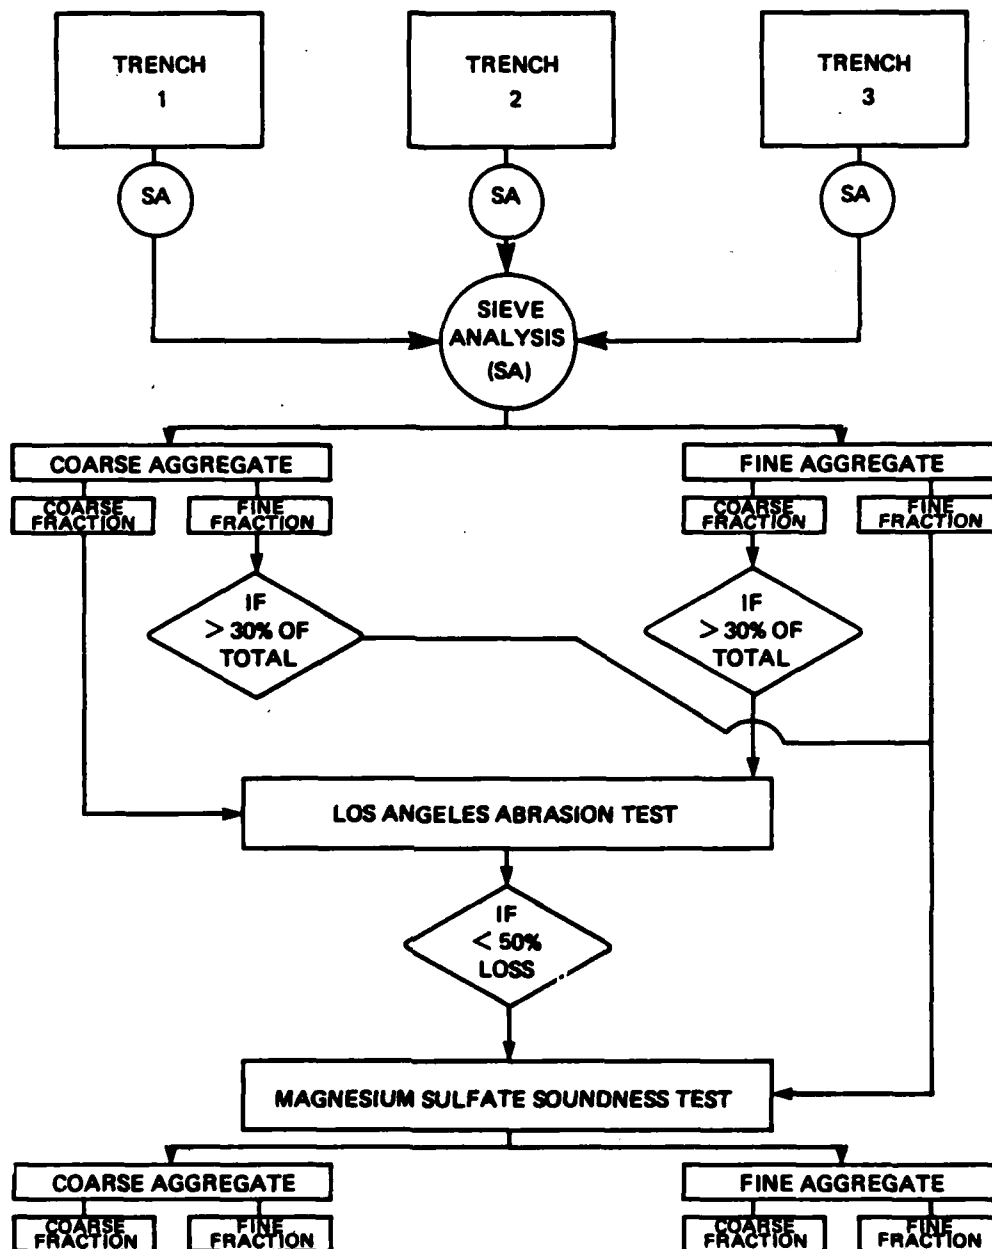 TRENCH
1
TRENCH
2
TRENCH
3
SA
SA
SA
SIEVE
ANALYSIS
(SA)
COARSE AGGREGATE
FINE AGGREGATE
COARSE
FRACTION
FINE
FRACTION
COARSE
FRACTION
FINE
FRACTION
IF
> 30% OF
TOTAL
IF
> 30% OF
TOTAL
LOS ANGELES ABRASION TEST
IF
< 50%
LOSS
MAGNESIUM SULFATE SOUNDNESS TEST
COARSE AGGREGATE
FINE AGGREGATE
COARSE
FRACTION
FINE
FRACTION
COARSE
FRACTION
FINE
FRACTION